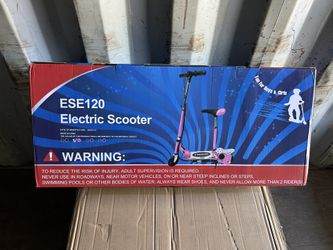 ESE120
Electric Scooter
WARNING:
TO REDUCE THE RISK OF INJURY, ADULT SUPERVISION IS REQUIRED.
NEVER USE IN ROADWAYS, NEAR MOTOR VEHICLES, ON OR NEAR STEEP INCLINES OR STEPS,
SWIMMING POOLS OR OTHER BODIES OF WATER, ALWAYS WEAR SHOES, AND NEVER ALLOW MORE THAN 2 RIDER(S)